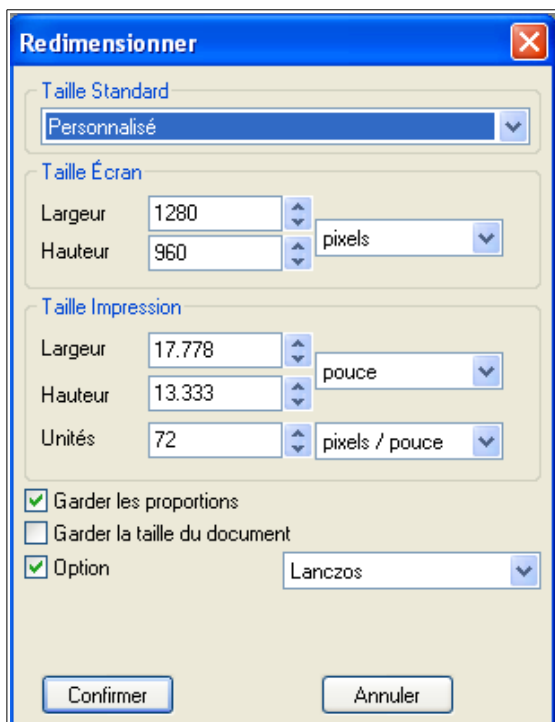 Redimensionner
Taille Standard
Personnalisé
Taille Écran
Largeur 1280
pixels
Hauteur 960
Taille Impression
Largeur 17.778
pouce
Hauteur 13.333
Unités 72 pixels / pouce
Garder les proportions
Garder la taille du document
Option Lanczos
Confirmer Annuler